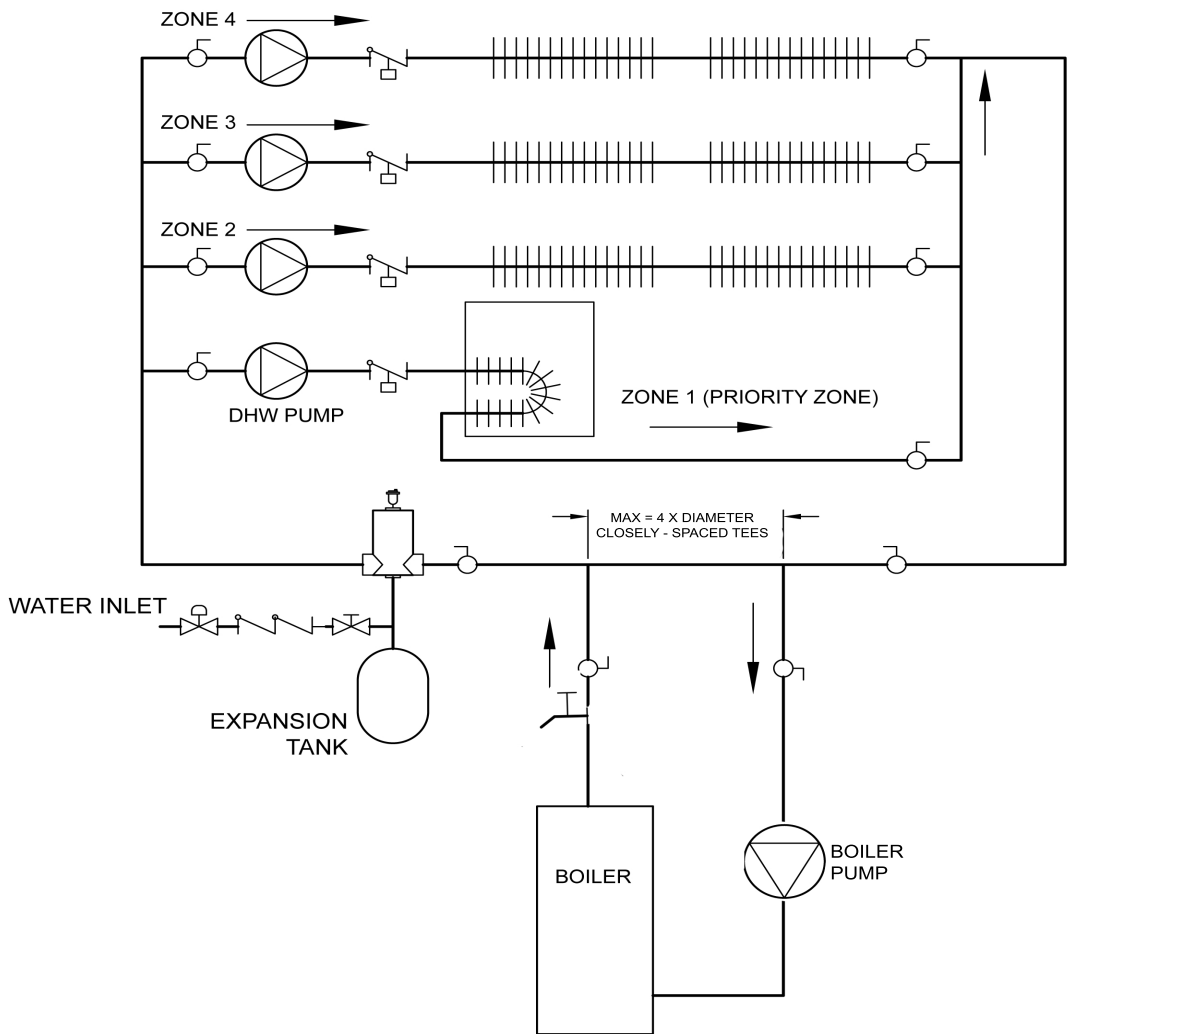 ZONE 4
ZONE 3
ZONE 2
DHW PUMP
ZONE 1 (PRIORITY ZONE)
MAX = 4 X DIAMETER
CLOSELY - SPACED TEES
WATER INLET
EXPANSION
TANK
BOILER
BOILER
PUMP